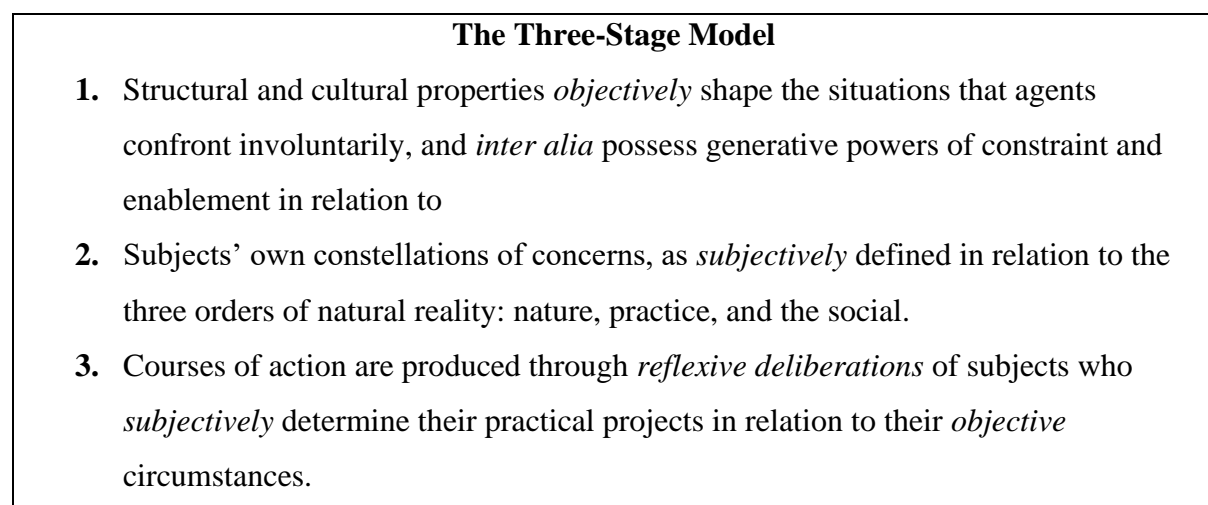 The Three-Stage Model
1. Structural and cultural properties objectively shape the situations that agents
confront involuntarily, and inter alia possess generative powers of constraint and
enablement in relation to
2. Subjects’ own constellations of concerns, as subjectively defined in relation to the
three orders of natural reality: nature, practice, and the social.
3. Courses of action are produced through reflexive deliberations of subjects who
subjectively determine their practical projects in relation to their objective
circumstances.